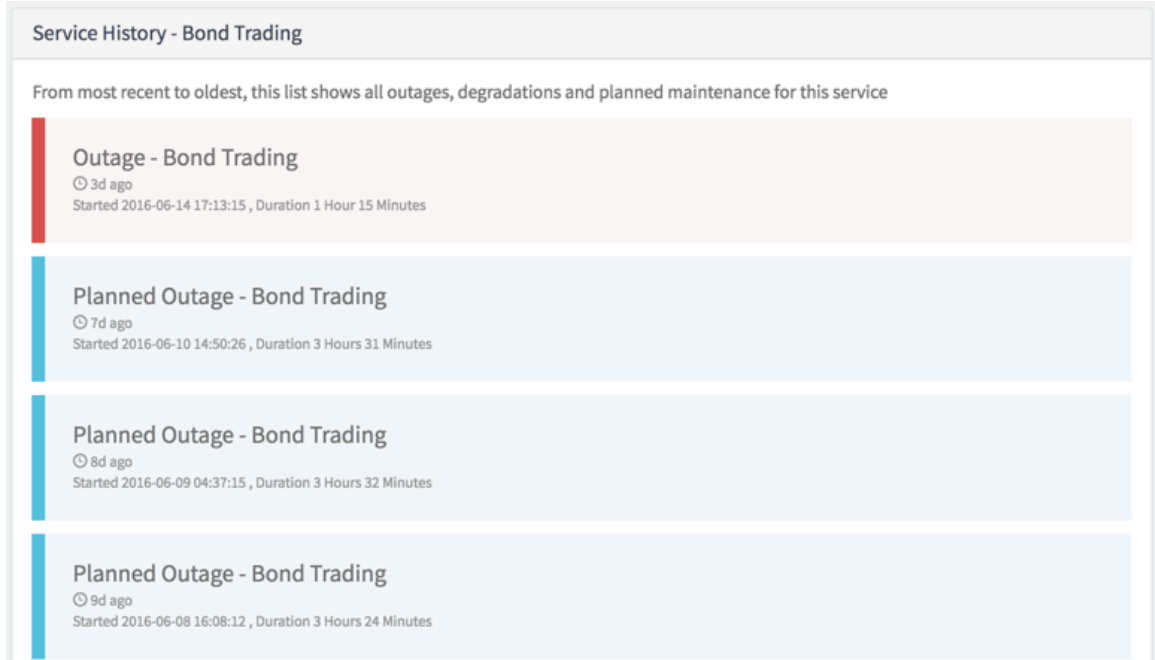 Service History - Bond Trading
From most recent to oldest, this list shows all outages, degradations and planned maintenance for this service
Outage - Bond Trading
3d ago
Started 2016-06-14 17:13:15 , Duration 1 Hour 15 Minutes
Planned Outage - Bond Trading
7d ago
Started 2016-06-10 14:50:26 , Duration 3 Hours 31 Minutes
Planned Outage - Bond Trading
8d ago
Started 2016-06-09 04:37:15 , Duration 3 Hours 32 Minutes
Planned Outage - Bond Trading
9d ago
Started 2016-06-08 16:08:12 , Duration 3 Hours 24 Minutes